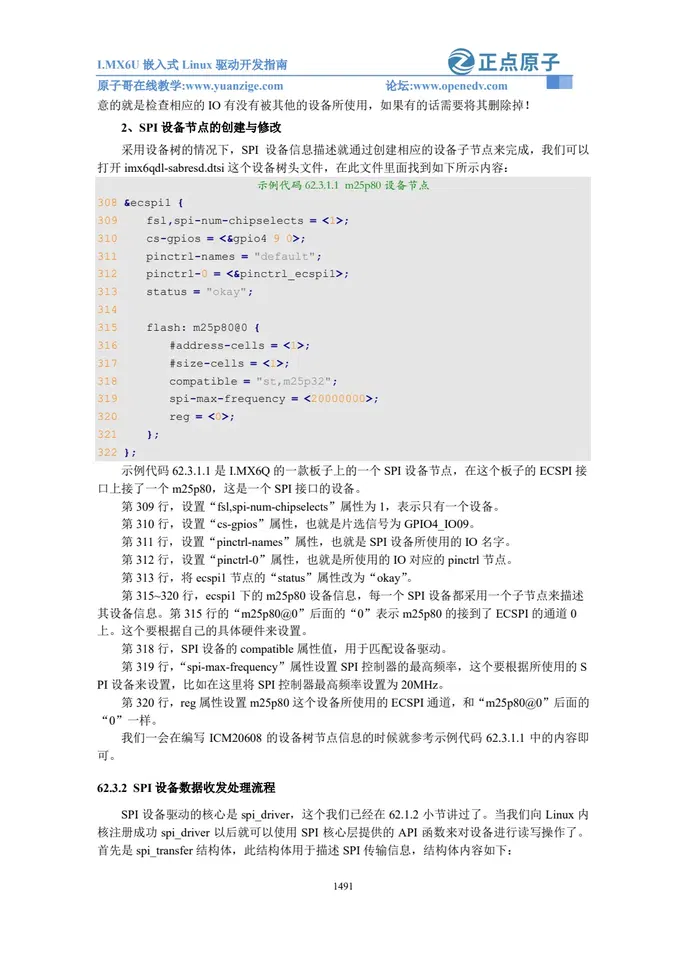 I.MX6U 嵌入式 Linux 驱动开发指南
正点原子
原子哥在线教学:www.yuanzige.com 论坛:www.openedv.com
意的就是检查相应的 IO 有没有被其他的设备所使用，如果有的话需要将其删除掉！
2、SPI 设备节点的创建与修改
采用设备树的情况下，SPI 设备信息描述就通过创建相应的设备子节点来完成，我们可以
打开 imx6qdl-sabresd.dtsi 这个设备树头文件，在此文件里面找到如下所示内容：
示例代码 62.3.1.1 m25p80 设备节点
308 &ecspi1 {
309 fsl,spi-num-chipselects = <1>;
310 cs-gpios = <&gpio4 9 0>;
311 pinctrl-names = "default";
312 pinctrl-0 = <&pinctrl_ecspi1>;
313 status = "okay";
314
315 flash: m25p80@0 {
316 #address-cells = <1>;
317 #size-cells = <1>;
318 compatible = "st,m25p32";
319 spi-max-frequency = <20000000>;
320 reg = <0>;
321 };
322 };
示例代码 62.3.1.1 是 I.MX6Q 的一款板子上的一个 SPI 设备节点，在这个板子的 ECSPI 接
口上接了一个 m25p80，这是一个 SPI 接口的设备。
第 309 行，设置“fsl,spi-num-chipselects”属性为 1，表示只有一个设备。
第 310 行，设置“cs-gpios”属性，也就是片选信号为 GPIO4_IO09。
第 311 行，设置“pinctrl-names”属性，也就是 SPI 设备所使用的 IO 名字。
第 312 行，设置“pinctrl-0”属性，也就是所使用的 IO 对应的 pinctrl 节点。
第 313 行，将 ecspi1 节点的“status”属性改为“okay”。
第 315~320 行，ecspi1 下的 m25p80 设备信息，每一个 SPI 设备都采用一个子节点来描述
其设备信息。第 315 行的“m25p80@0”后面的“0”表示 m25p80 的接到了 ECSPI 的通道 0
上。这个要根据自己的具体硬件来设置。
第 318 行，SPI 设备的 compatible 属性值，用于匹配设备驱动。
第 319 行，“spi-max-frequency”属性设置 SPI 控制器的最高频率，这个要根据所使用的 S
PI 设备来设置，比如在这里将 SPI 控制器最高频率设置为 20MHz。
第 320 行，reg 属性设置 m25p80 这个设备所使用的 ECSPI 通道，和“m25p80@0”后面的
“0”一样。
我们一会在编写 ICM20608 的设备树节点信息的时候就参考示例代码 62.3.1.1 中的内容即
可。
62.3.2 SPI 设备数据收发处理流程
SPI 设备驱动的核心是 spi_driver，这个我们已经在 62.1.2 小节讲过了。当我们向 Linux 内
核注册成功 spi_driver 以后就可以使用 SPI 核心层提供的 API 函数来对设备进行读写操作了。
首先是 spi_transfer 结构体，此结构体用于描述 SPI 传输信息，结构体内容如下：
1491